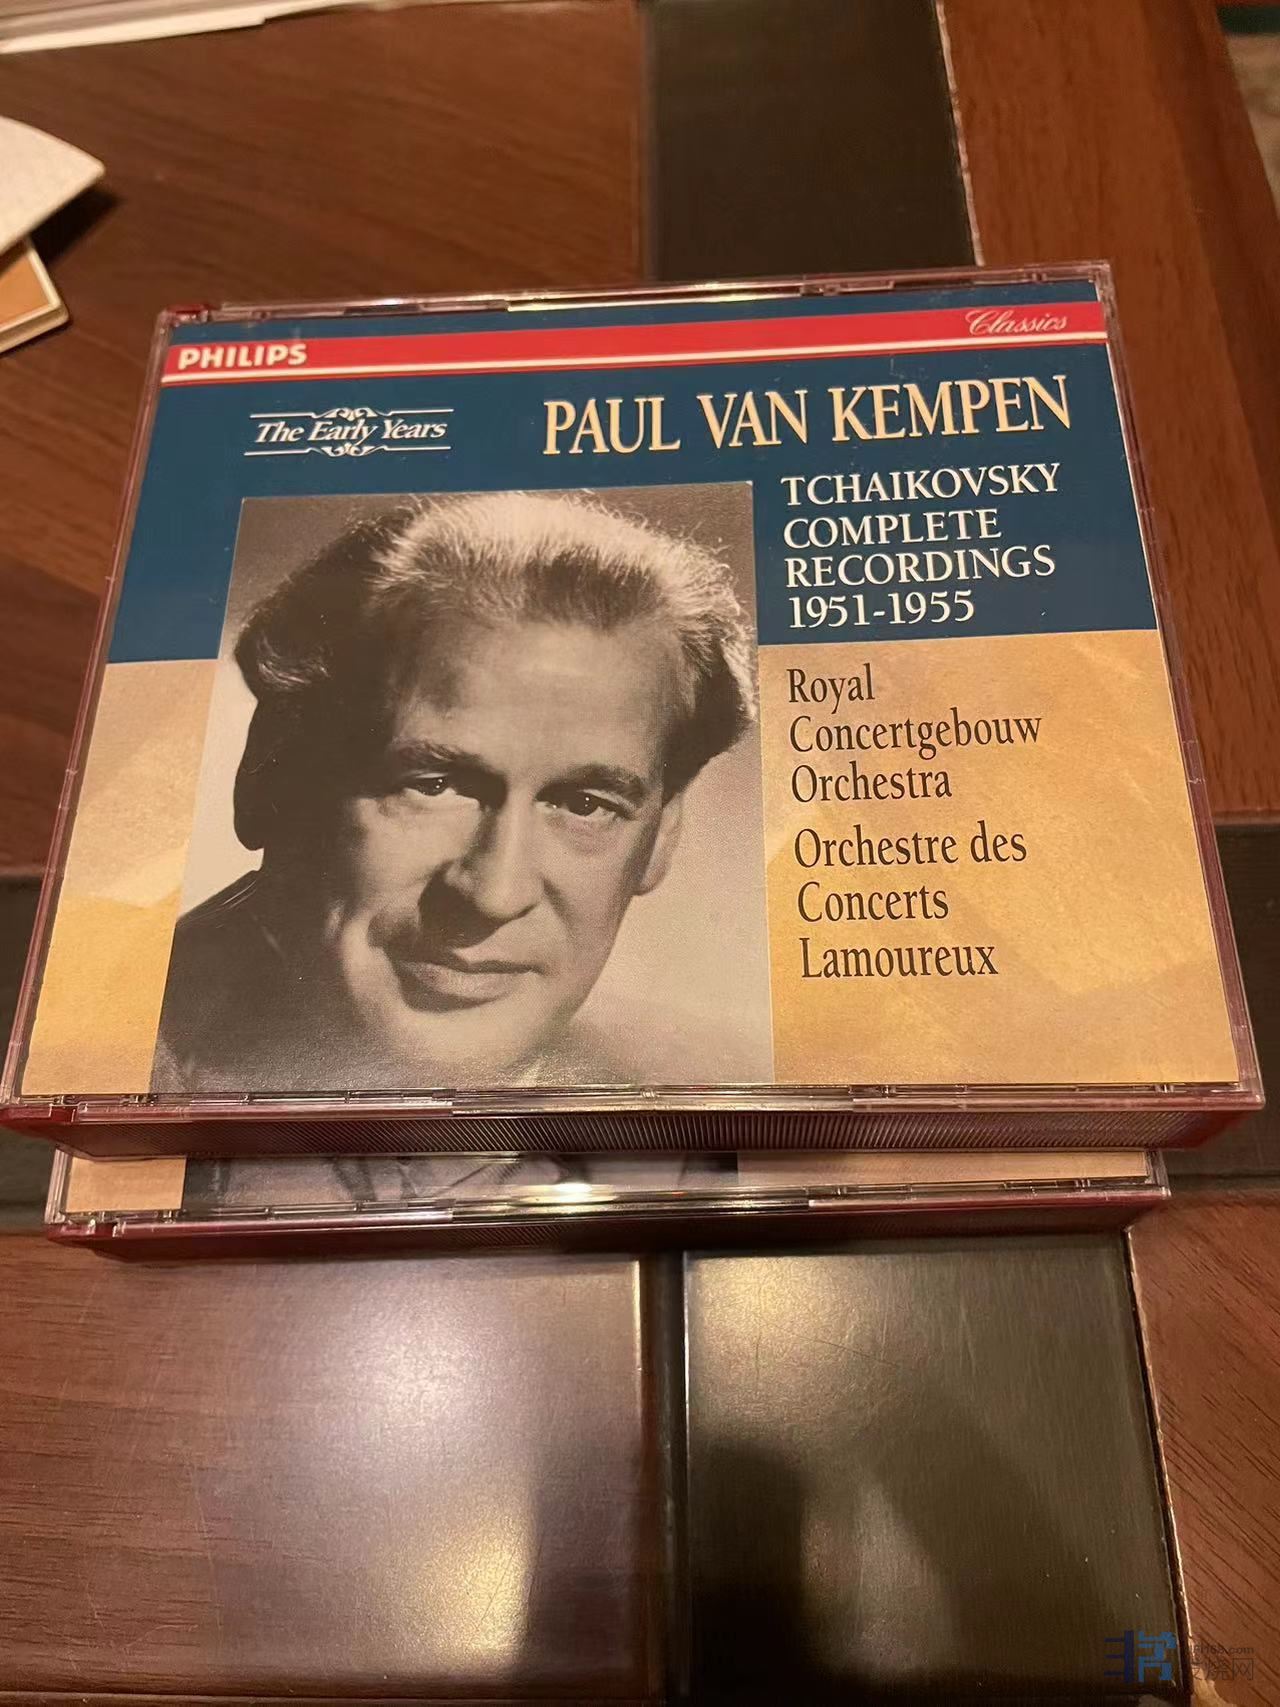 Classics
PHILIPS
The Early Years
PAUL VAN KEMPEN
TCHAIKOVSKY
COMPLETE
RECORDINGS
1951-1955
Royal
Concertgebouw
Orchestra
Orchestre des
Concerts
Lamoureux